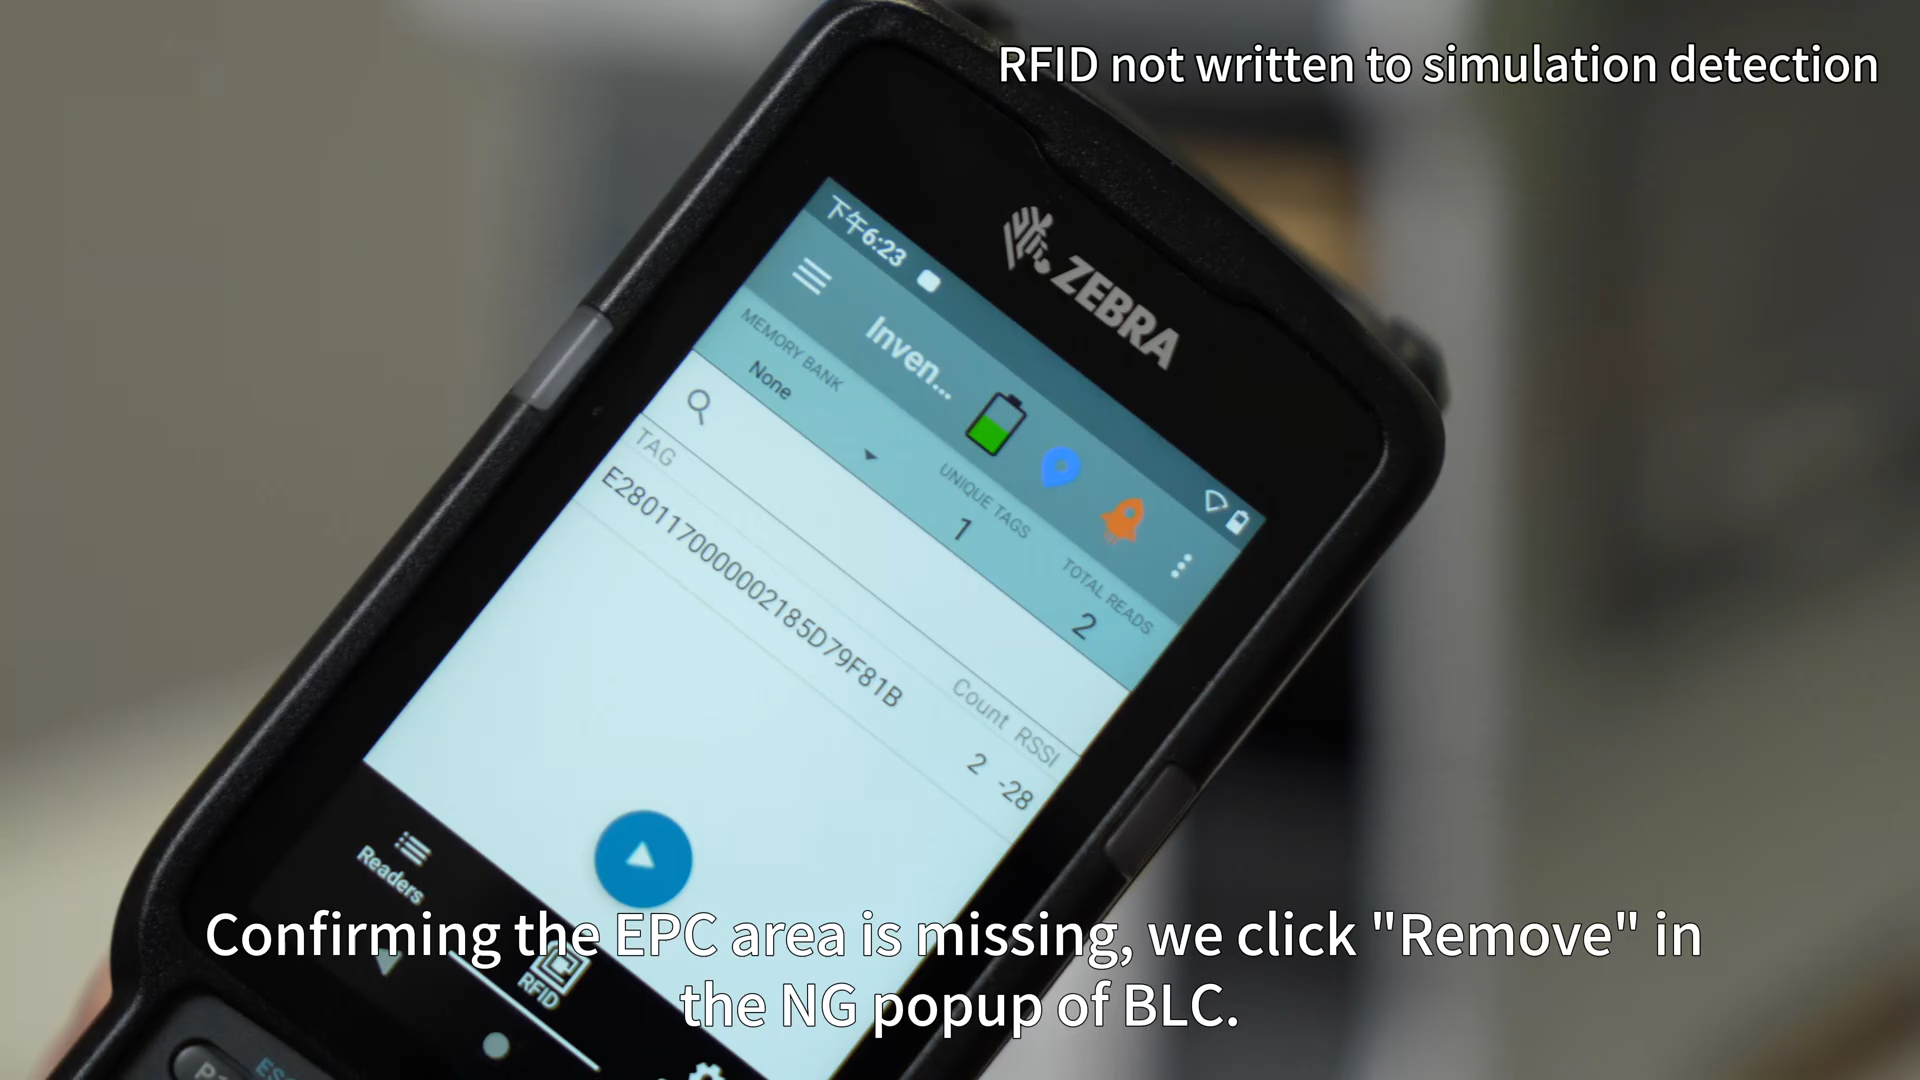 RFID not written to simulation detection
ZEBRA
下午6:23
Inven...
MEMORY BANK
None
UNIQUE TAGS
1
TOTAL READS
2
TAG
Count RSSI
E2801170000002185D79F81B
2 -28
Readers
RFID
Confirming the EPC area is missing, we click "Remove" in
the NG popup of BLC.